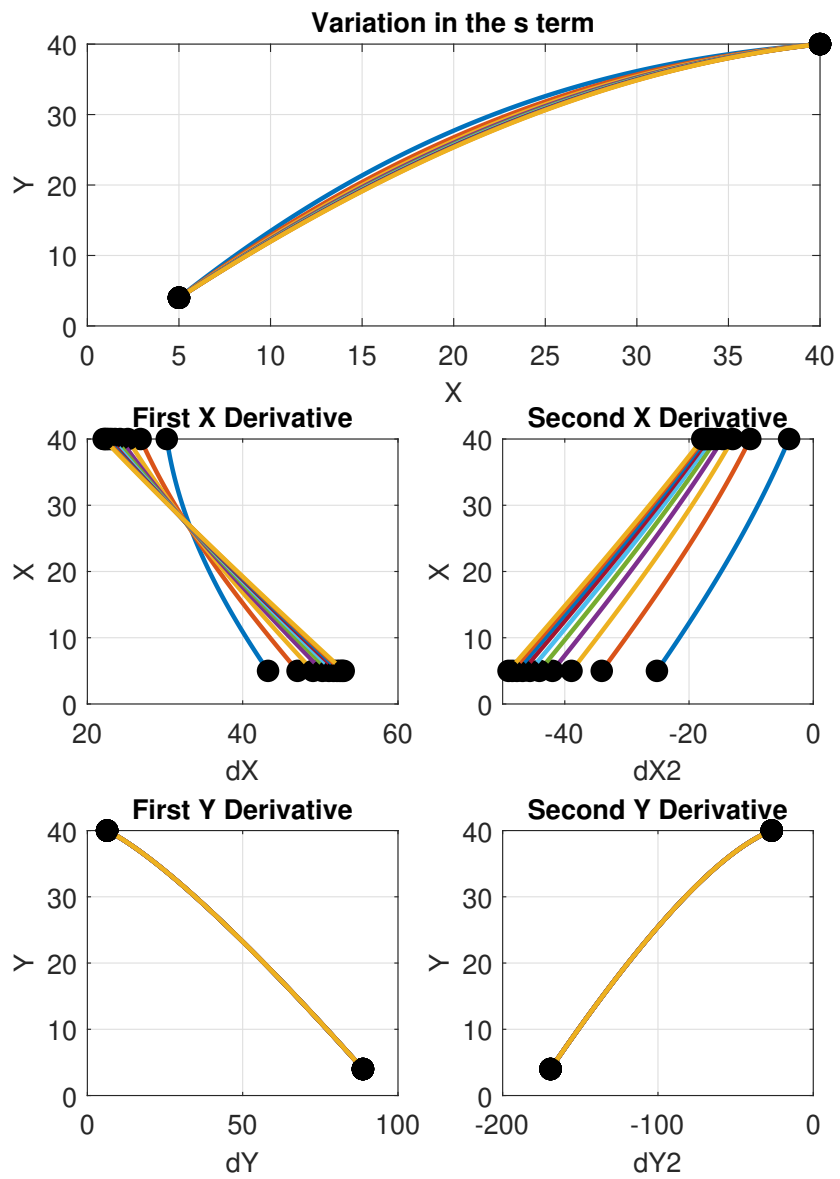 Variation in the s term
40
30
20
10
0
Y
0 5 10 15 20 25 30 35 40
X
First X Derivative
40
30
20
10
0
X
20 40 60
dX
Second X Derivative
40
30
20
10
0
X
-40 -20 0
dX2
First Y Derivative
40
30
20
10
0
Y
0 50 100
dY
Second Y Derivative
40
30
20
10
0
Y
-200 -100 0
dY2